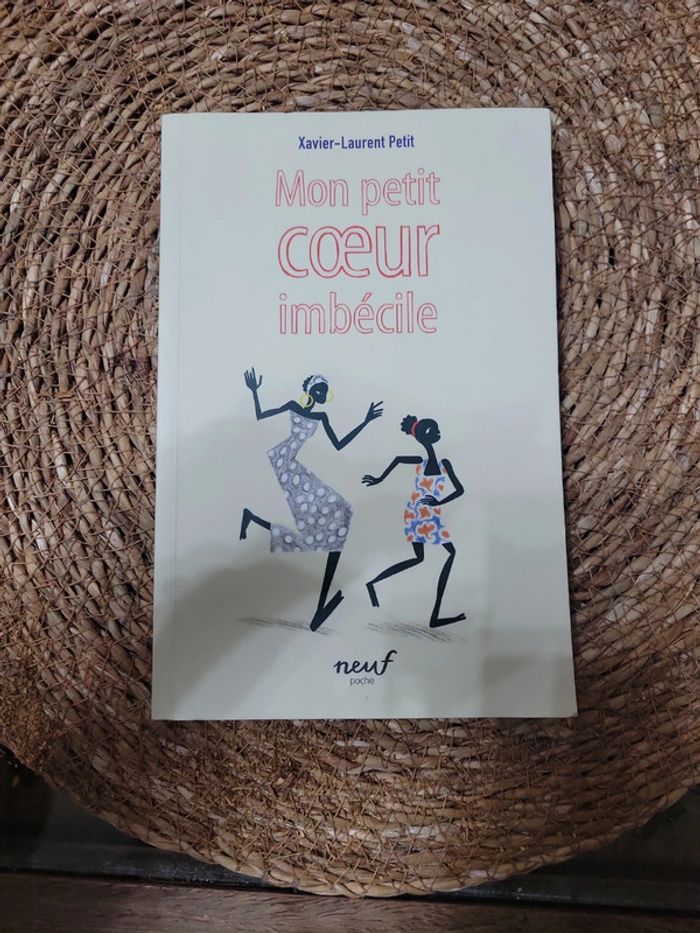 Xavier-Laurent Petit
Mon petit
cœur
imbécile
neuf
poche